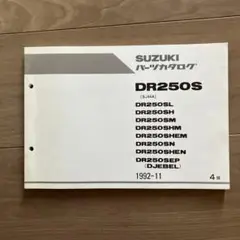 SUZUKI
パーツカタログ
DR250S
(SJ44A)
DR250SL
DR250SH
DR250SM
DR250SHM
DR250SHEM
DR250SN
DR250SHEN
DR250SEP
(DJEBEL)
1992-11
4版